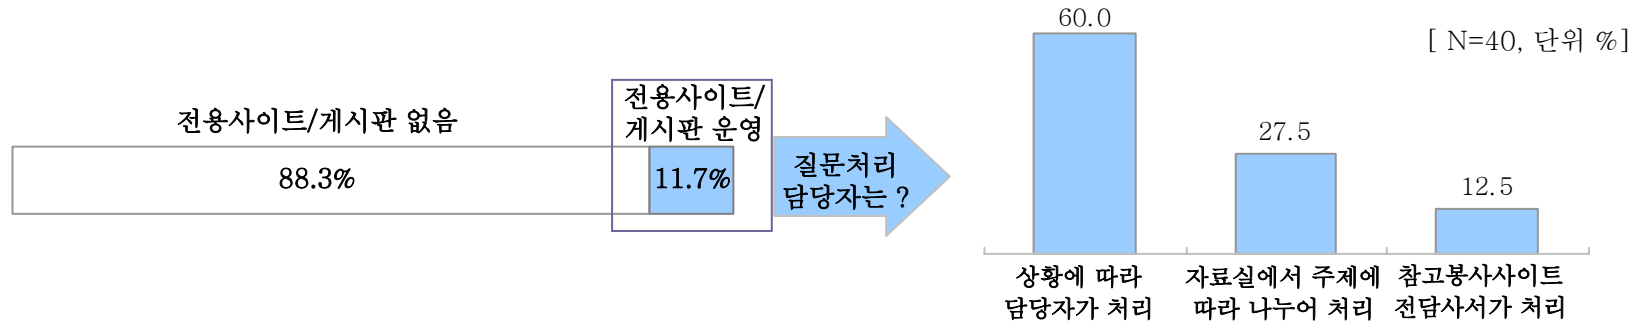 전용사이트/게시판 없음
88.3%
전용사이트/
게시판 운영
11.7%
질문처리
담당자는 ?
[ N=40, 단위 %]
60.0
27.5
12.5
상황에 따라
담당자가 처리
자료실에서 주제에
따라 나누어 처리
참고봉사사이트
전담사서가 처리